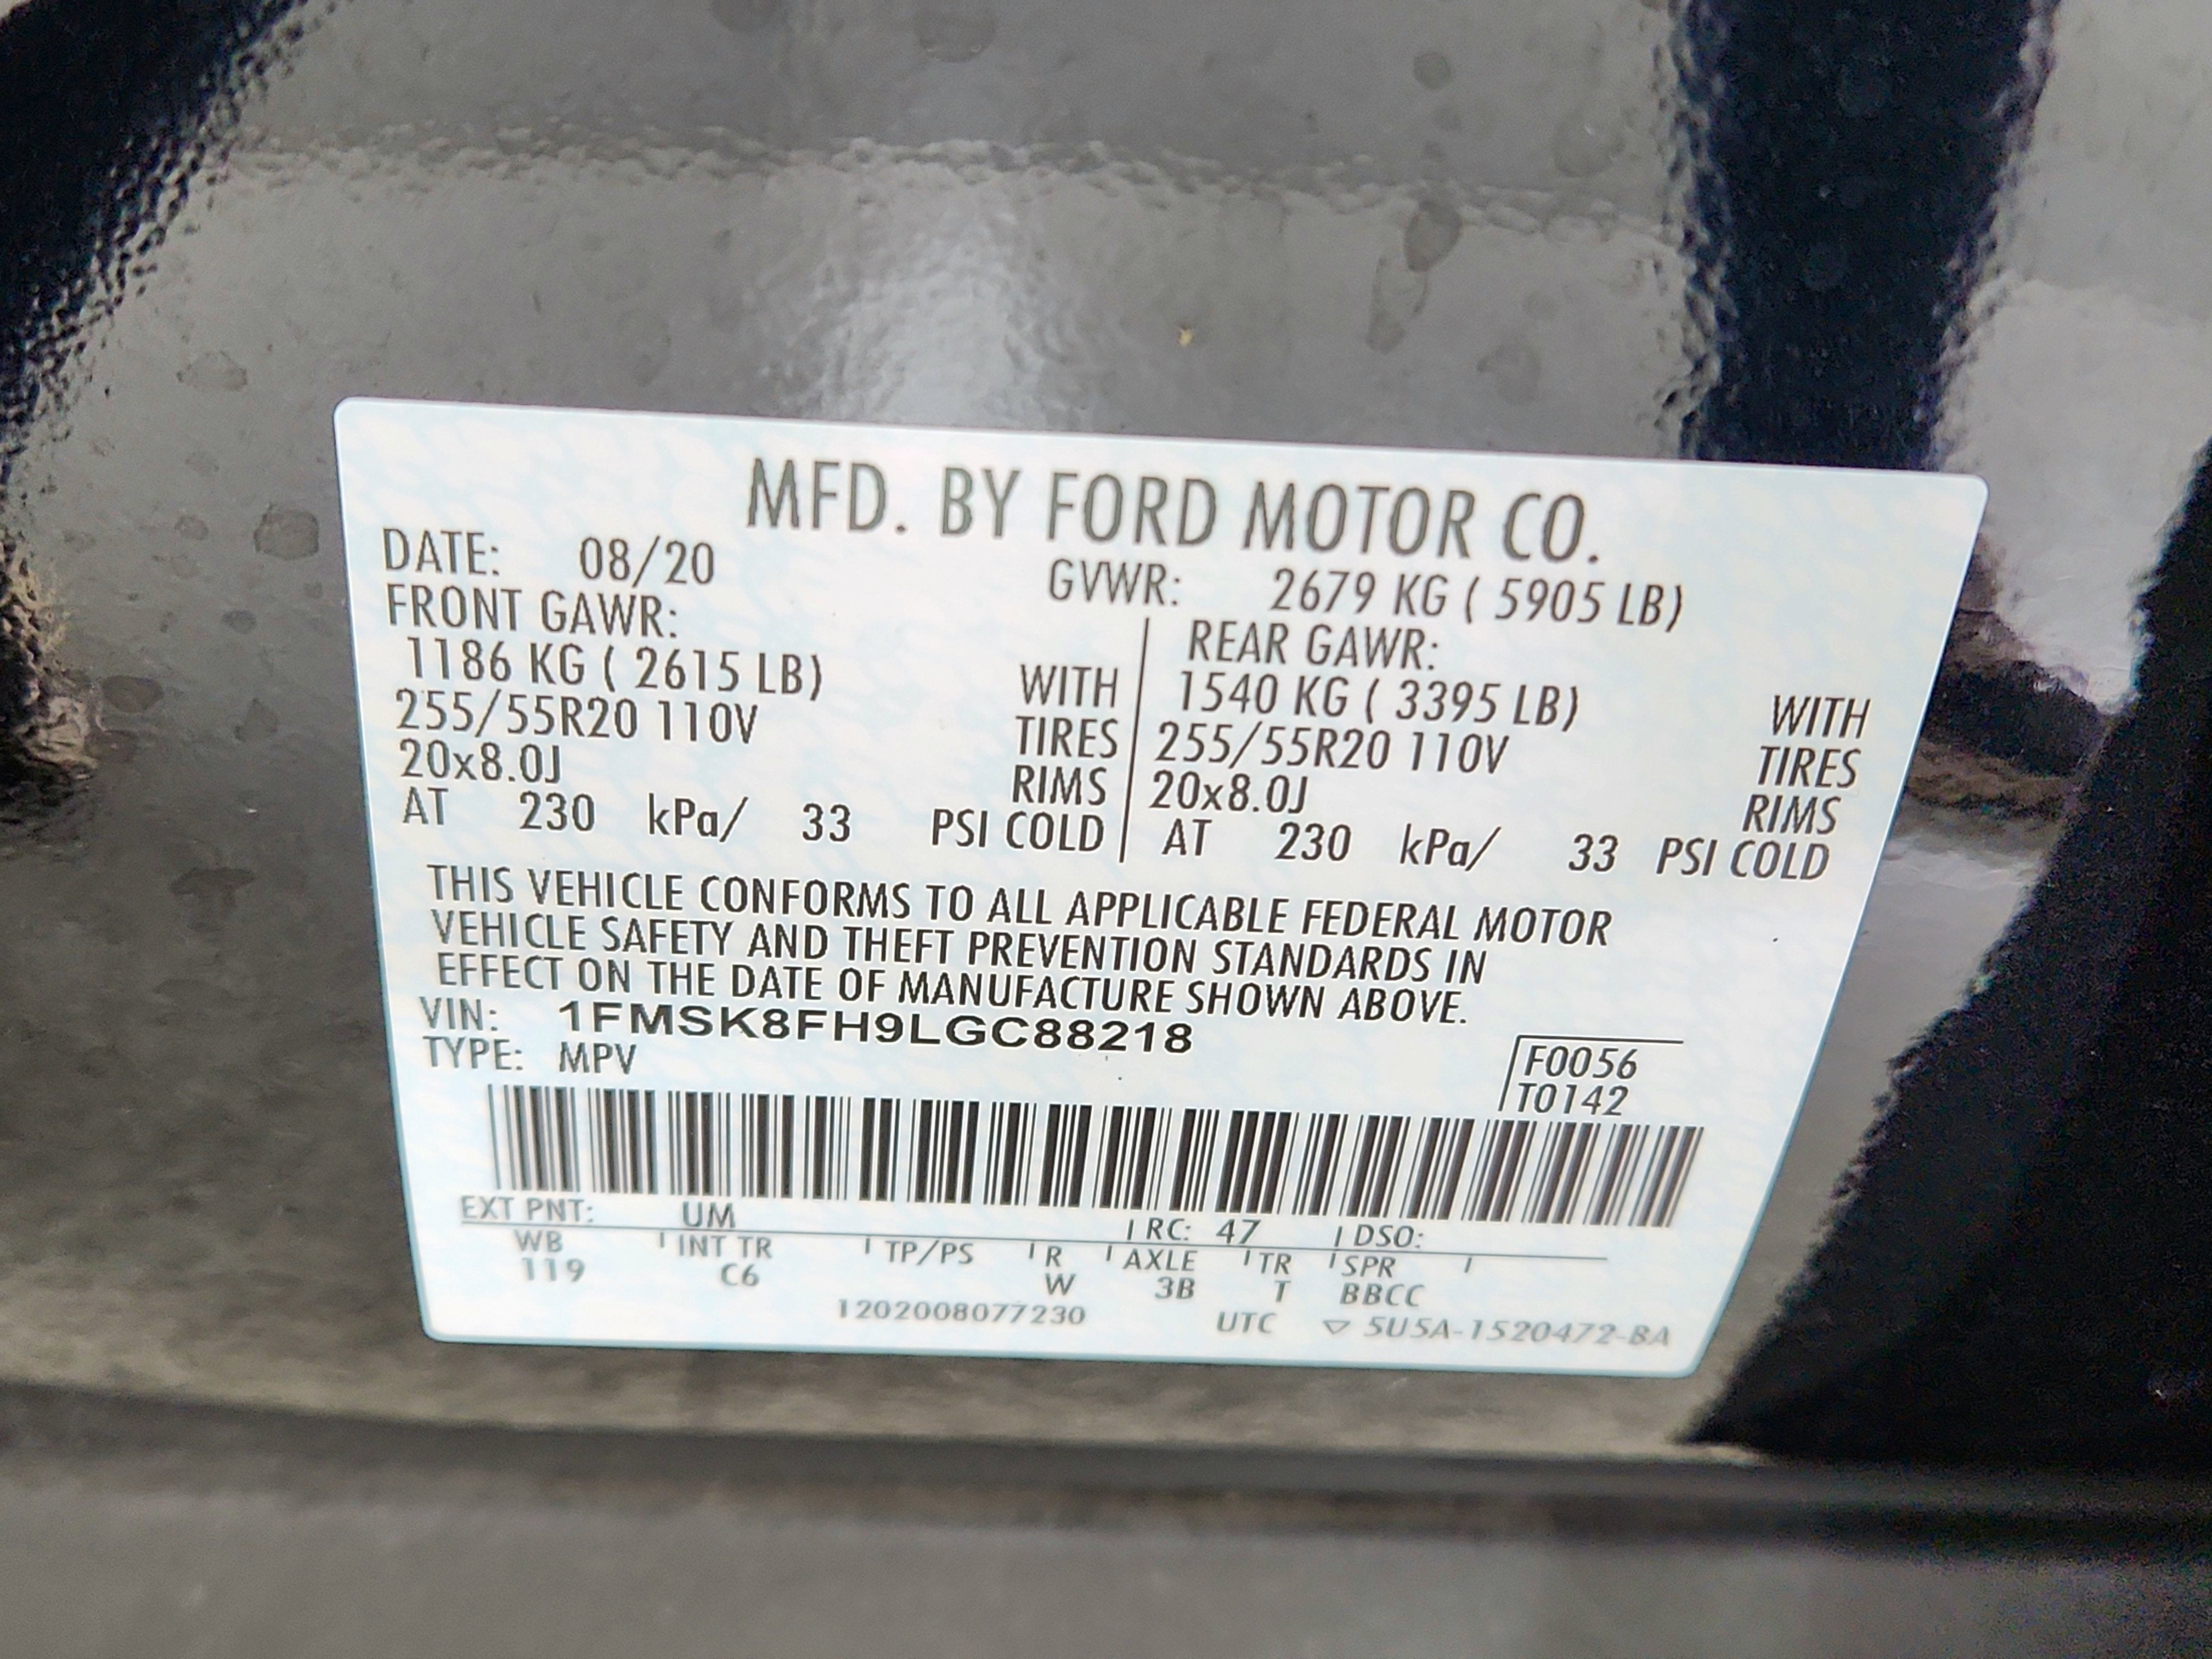 MFD. BY FORD MOTOR CO.
DATE: 08/20 GVWR: 2679 KG ( 5905 LB)
FRONT GAWR: REAR GAWR:
1186 KG ( 2615 LB) WITH 1540 KG ( 3395 LB) WITH
255/55R20 110V TIRES 255/55R20 110V TIRES
20x8.0J RIMS 20x8.0J RIMS
AT 230 kPa/ 33 PSI COLD AT 230 kPa/ 33 PSI COLD
THIS VEHICLE CONFORMS TO ALL APPLICABLE FEDERAL MOTOR
VEHICLE SAFETY AND THEFT PREVENTION STANDARDS IN
EFFECT ON THE DATE OF MANUFACTURE SHOWN ABOVE.
VIN: 1FMSK8FH9LGC88218
TYPE: MPV
F0056
T0142
EXT PNT: UM RC: 47 DSO:
WB INT TR TP/PS R AXLE TR SPR
119 C6 W 3B T BBCC
1202008077230 UTC ▽ 5U5A-1520472-BA